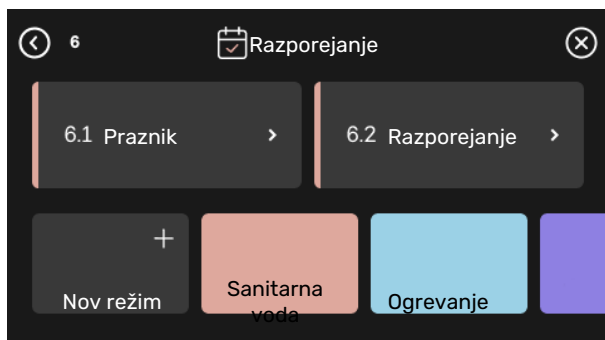 6 Razporejanje
6.1 Praznik
6.2 Razporejanje
Nov režim
Sanitarna
voda
Ogrevanje